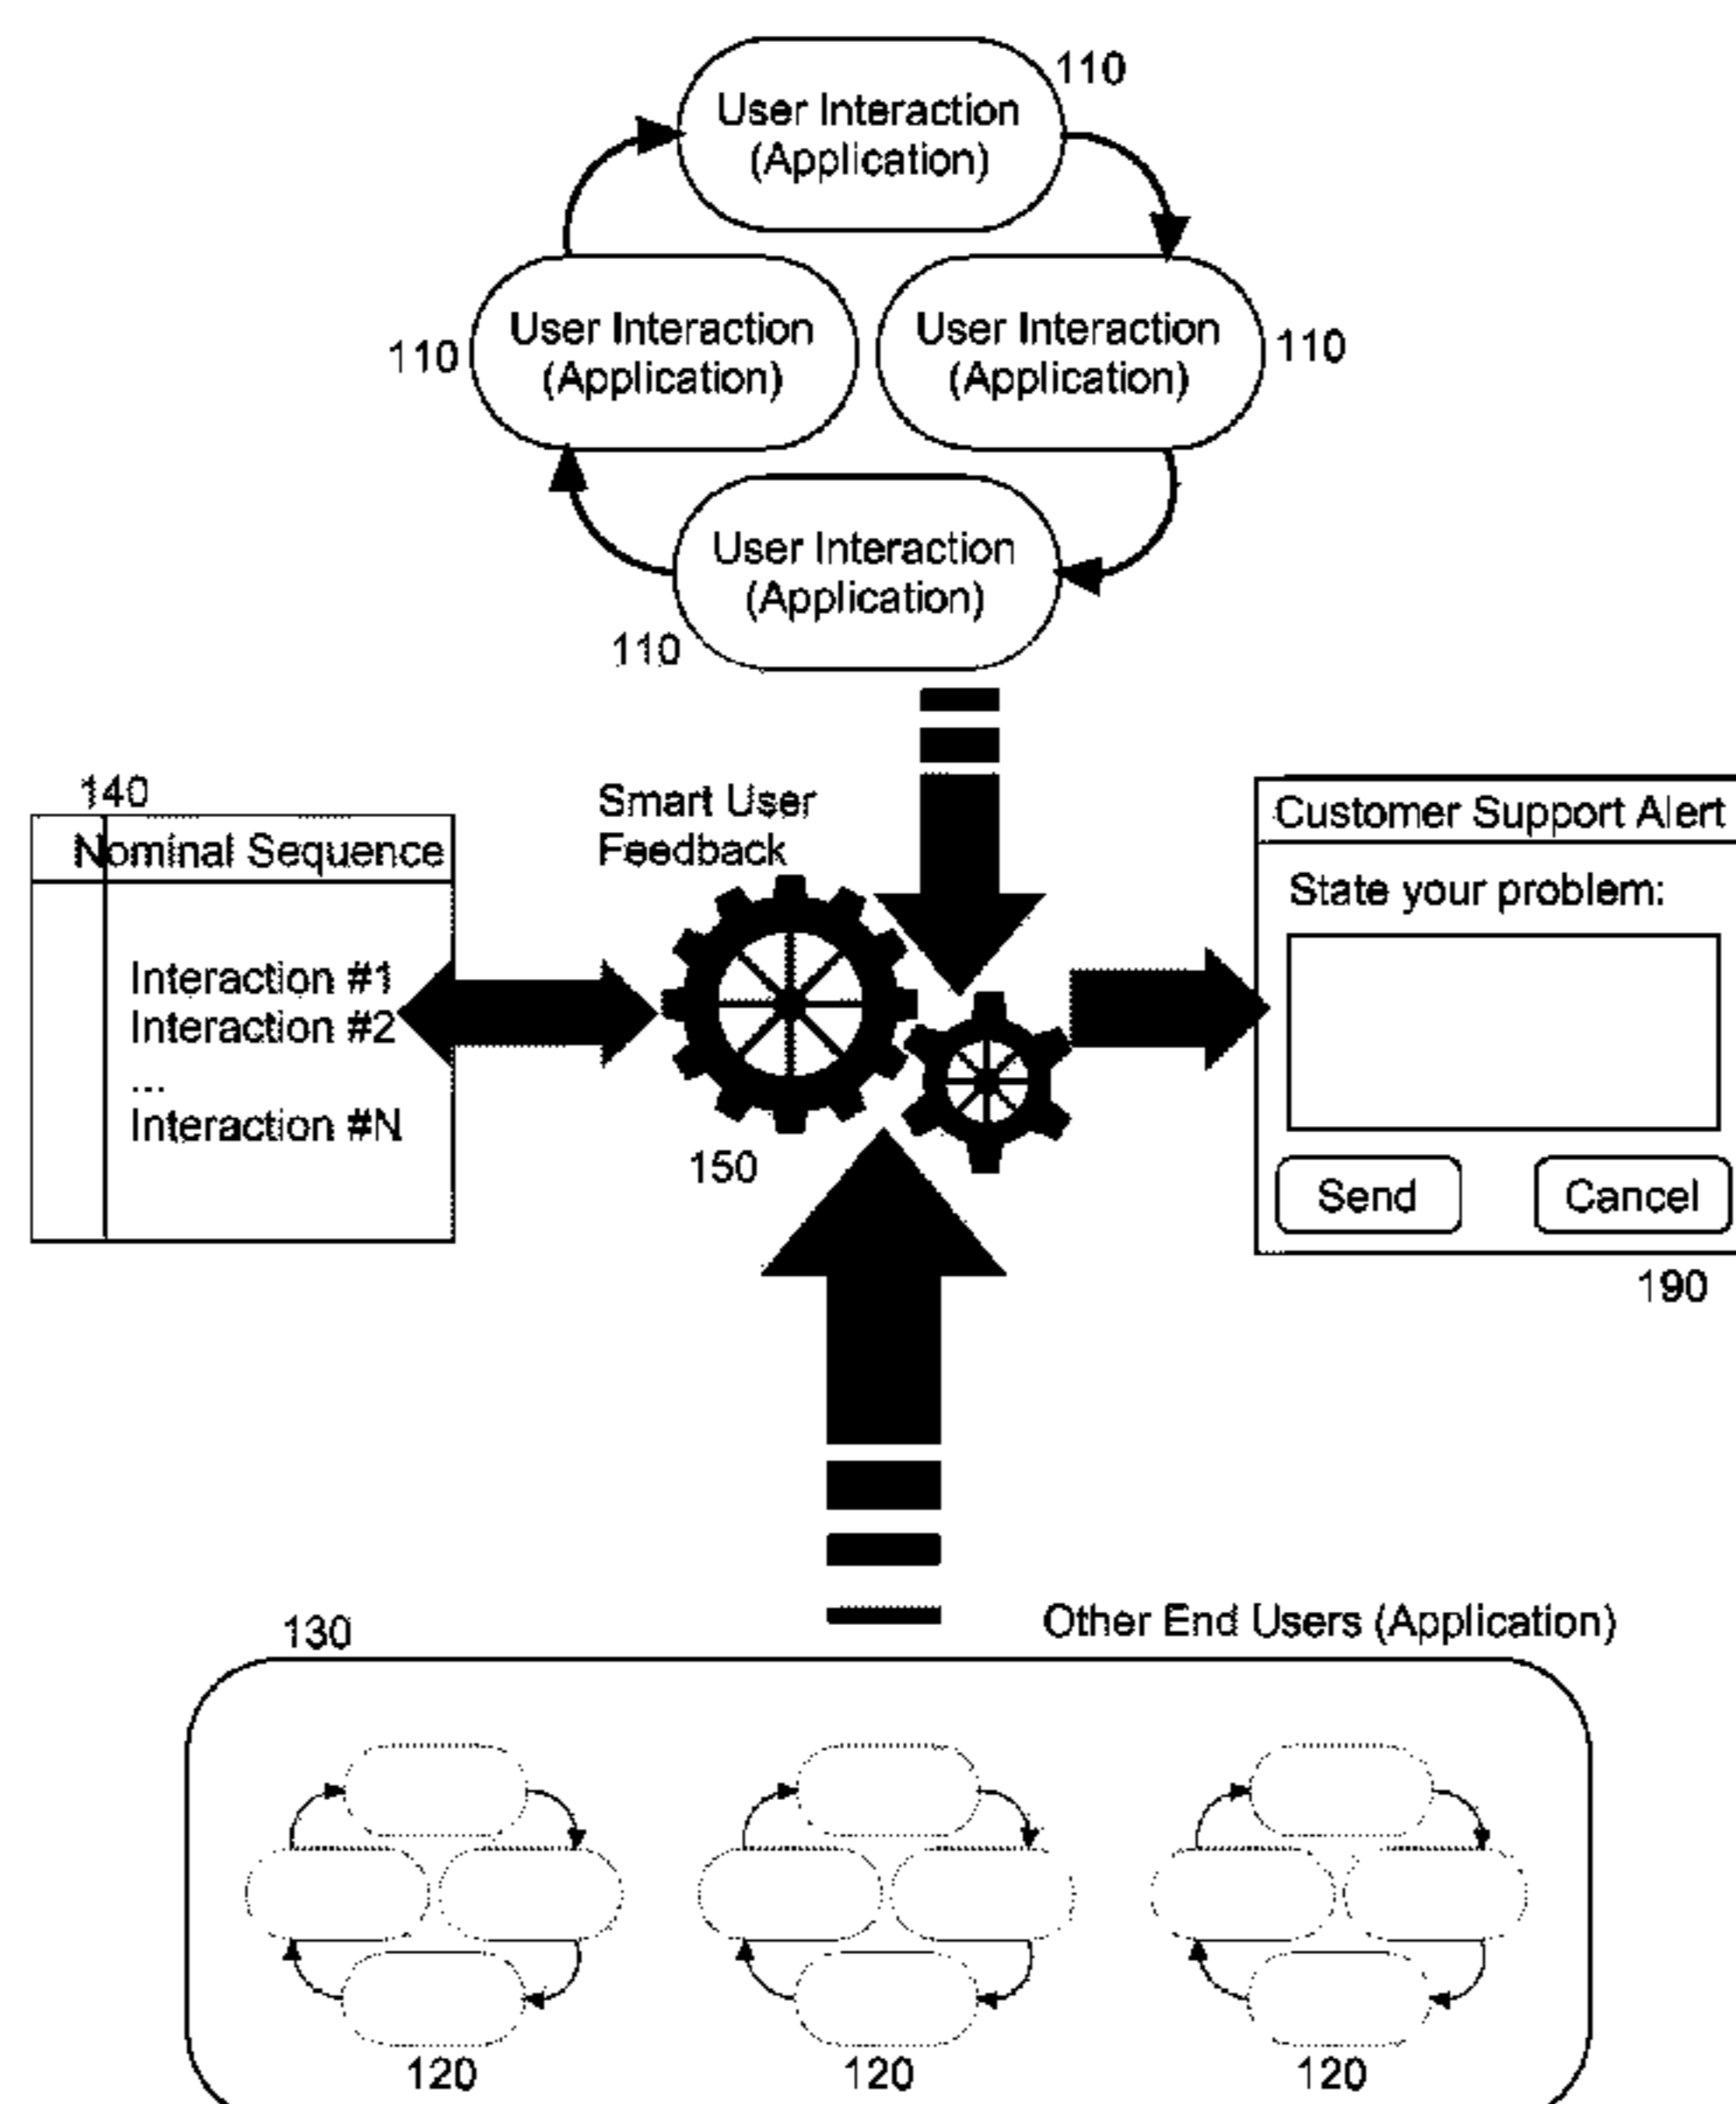 110
User Interaction
(Application)
User Interaction
(Application)
110
User Interaction
(Application)
110
User Interaction
(Application)
110
140
Nominal Sequence
Interaction #1
Interaction #2
...
Interaction #N
Smart User
Feedback
150
Customer Support Alert
State your problem:
Send
Cancel
190
130
Other End Users (Application)
120
120
120